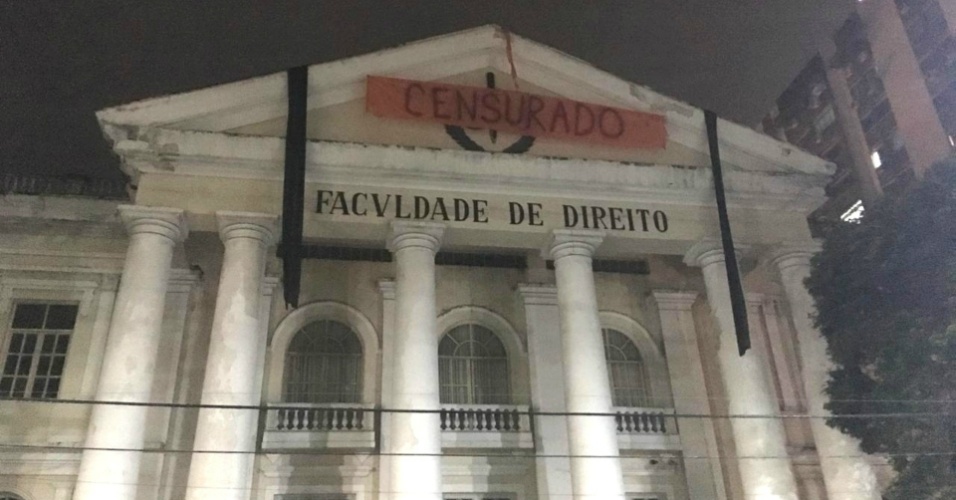 CENSURADO
FACVLDADE DE DIREITO